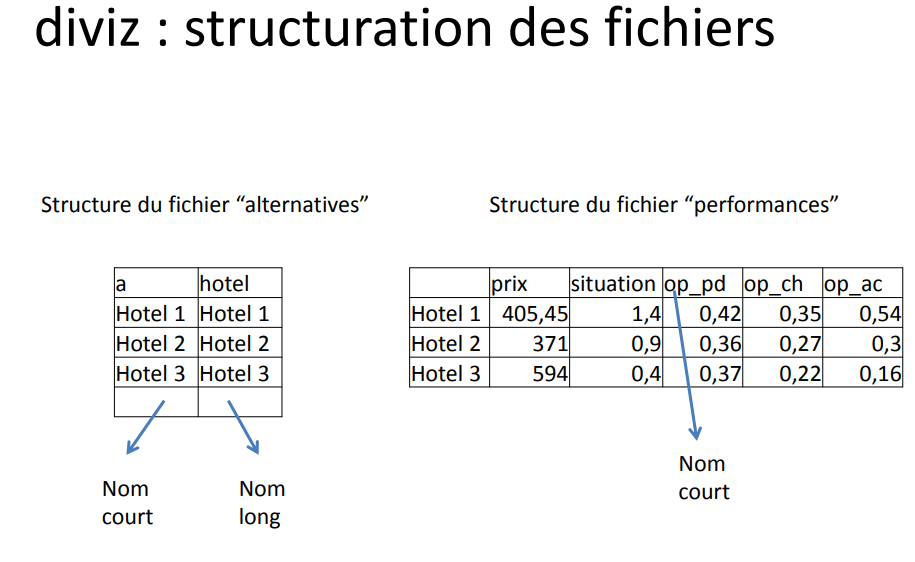 diviz : structuration des fichiers
Structure du fichier “alternatives”
a hotel
Hotel 1 Hotel 1
Hotel 2 Hotel 2
Hotel 3 Hotel 3
Nom court
Nom long
Structure du fichier “performances”
prix situation op_pd op_ch op_ac
Hotel 1 405,45 1,4 0,42 0,35 0,54
Hotel 2 371 0,9 0,36 0,27 0,3
Hotel 3 594 0,4 0,37 0,22 0,16
Nom
court